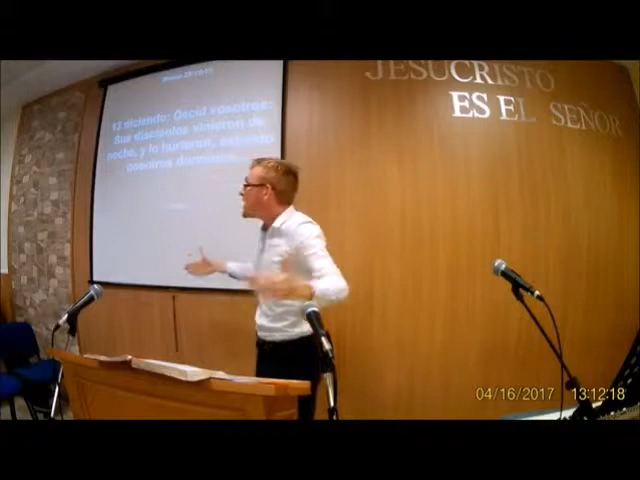 JESUCRISTO
ES EL SEÑOR
13 diciendo: Decid vosotros:
Sus discípulos vinieron de
noche, y lo hurtaron, estando
nosotros dormidos.
04/16/2017 13:12:18